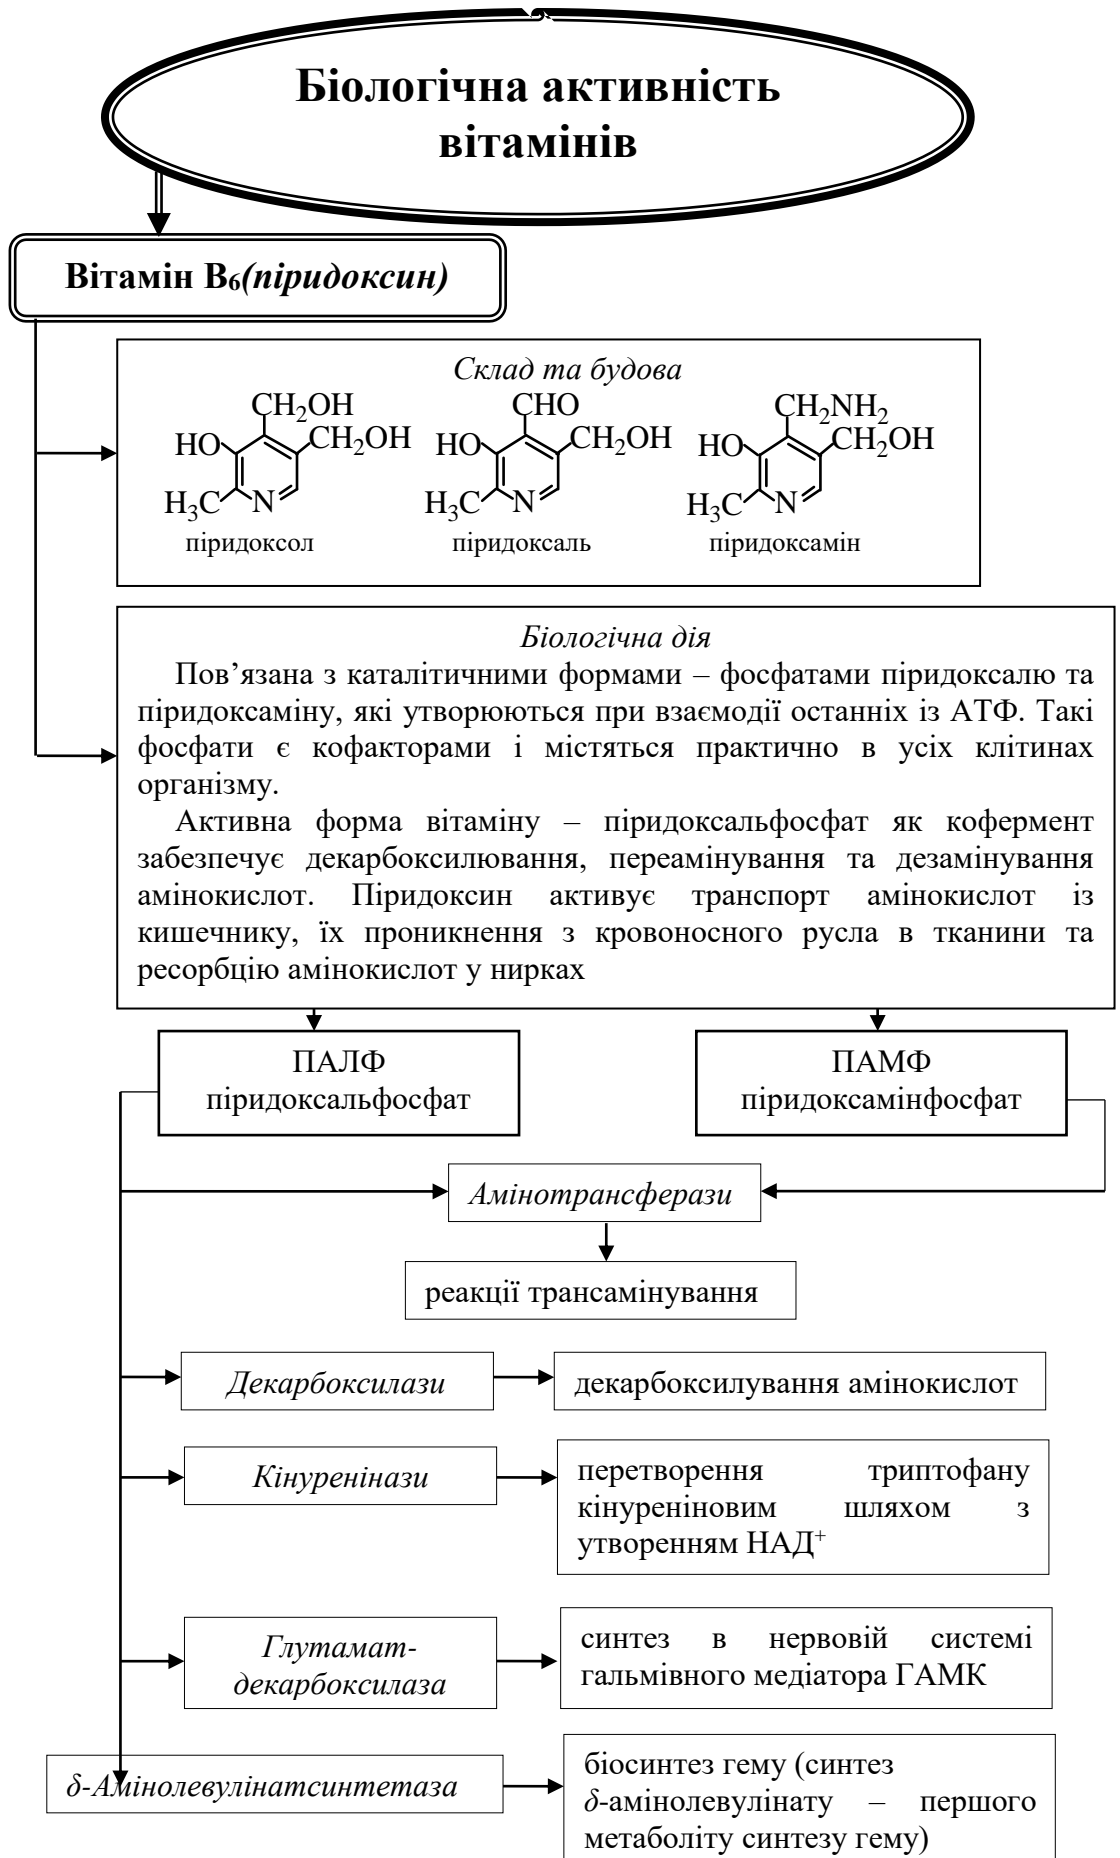 Біологічна активність
вітамінів
Вітамін В₆(піридоксин)
Склад та будова
CH₂OH
HO
CH₂OH
H₃C
N
піридоксол
CHO
HO
CH₂OH
H₃C
N
піридоксаль
CH₂NH₂
HO
CH₂OH
H₃C
N
піридоксамін
Біологічна дія
Пов’язана з каталітичними формами – фосфатами піридоксалю та
піридоксаміну, які утворюються при взаємодії останніх із АТФ. Такі
фосфати є кофакторами і містяться практично в усіх клітинах
організму.
Активна форма вітаміну – піридоксальфосфат як кофермент
забезпечує декарбоксилювання, переамінування та дезамінування
амінокислот. Піридоксин активує транспорт амінокислот із
кишечнику, їх проникнення з кровоносного русла в тканини та
ресорбцію амінокислот у нирках
ПАЛФ
піридоксальфосфат
ПАМФ
піридоксамінфосфат
Амінотрансферази
реакції трансамінування
Декарбоксилази
декарбоксилування амінокислот
Кінуренінази
перетворення триптофану
кінуреніновим шляхом з
утворенням НАД⁺
Глутамат-
декарбоксилаза
синтез в нервовій системі
гальмівного медіатора ГАМК
δ-Амінолевулінатсинтетаза
біосинтез гему (синтез
δ-амінолевулінату – першого
метаболіту синтезу гему)